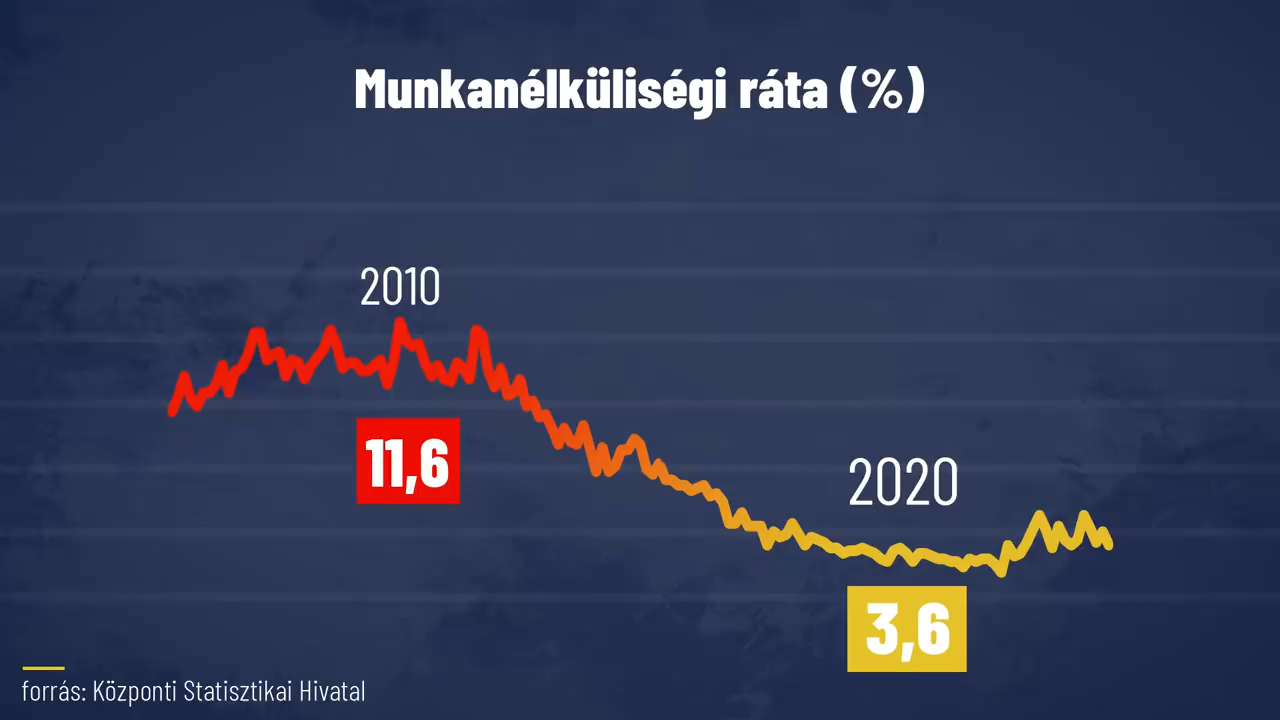 Munkanélküliségi ráta (%)
2010
11,6
2020
3,6
forrás: Központi Statisztikai Hivatal